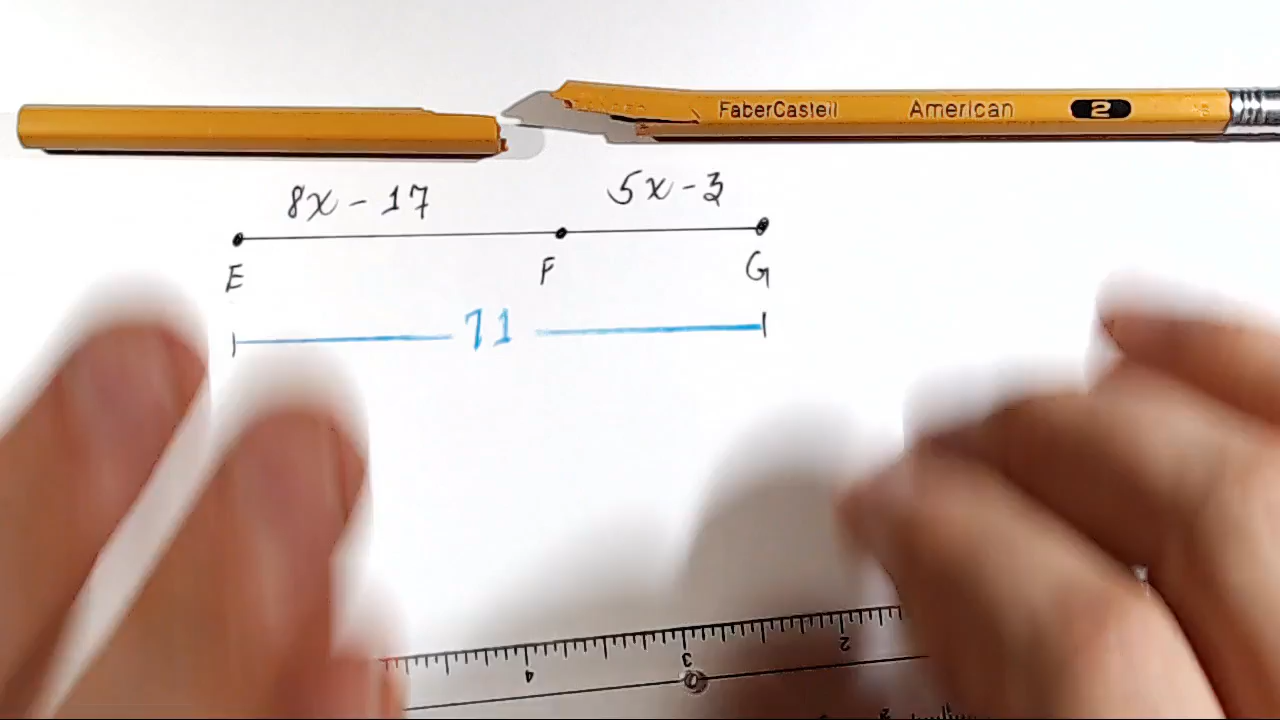 FaberCastell American 2
8x - 17 5x - 3
E F G
71
4 3 2